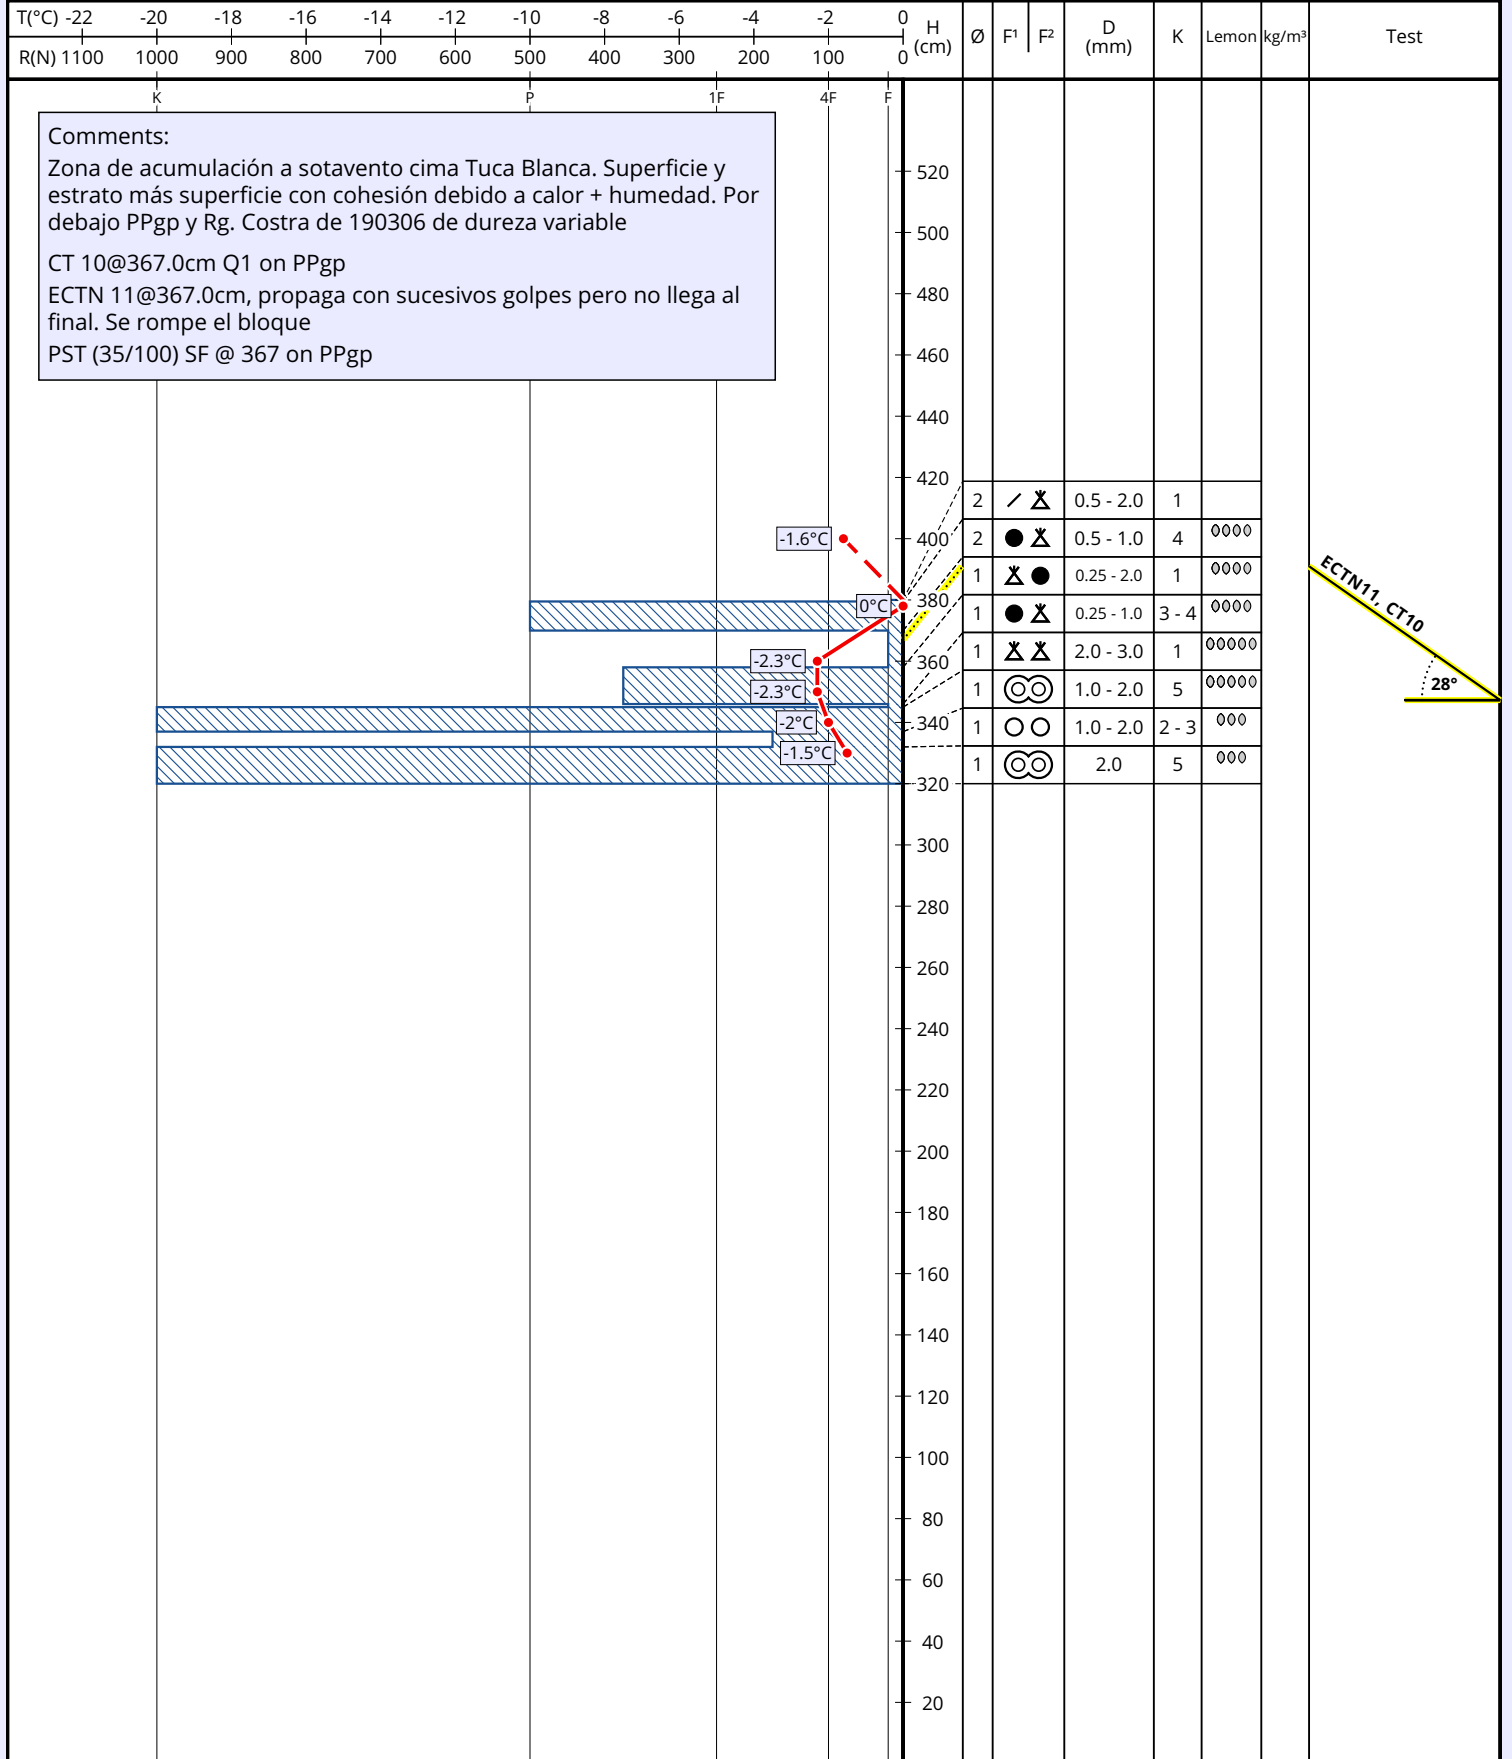 T(°C) -22 -20 -18 -16 -14 -12 -10 -8 -6 -4 -2 0
R(N) 1100 1000 900 800 700 600 500 400 300 200 100 0
H (cm) Ø F¹ F² D (mm) K Lemon kg/m³ Test
K P 1F 4F F
Comments:
Zona de acumulación a sotavento cima Tuca Blanca. Superficie y
estrato más superficie con cohesión debido a calor + humedad. Por
debajo PPgp y Rg. Costra de 190306 de dureza variable
CT 10@367.0cm Q1 on PPgp
ECTN 11@367.0cm, propaga con sucesivos golpes pero no llega al
final. Se rompe el bloque
PST (35/100) SF @ 367 on PPgp
520
500
480
460
440
420
400
380
360
340
320
300
280
260
240
220
200
180
160
140
120
100
80
60
40
20
-1.6°C
0°C
-2.3°C
-2.3°C
-2°C
-1.5°C
2 0.5 - 2.0 1
2 0.5 - 1.0 4
1 0.25 - 2.0 1
1 0.25 - 1.0 3 - 4
1 2.0 - 3.0 1
1 1.0 - 2.0 5
1 1.0 - 2.0 2 - 3
1 2.0 5
ECTN11, CT10
28°